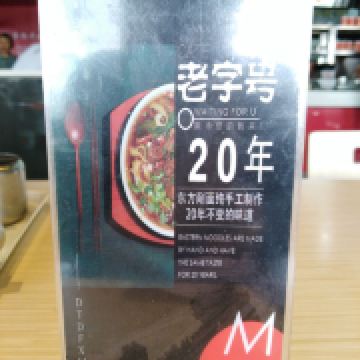 老字号
WAITING FOR U
20年
东方削面纯手工制作
20年不变的味道
EASTERN NOODLES ARE MADE
BY HAND AND HAVE
THE SAME TASTE
FOR 20 YEARS.
M